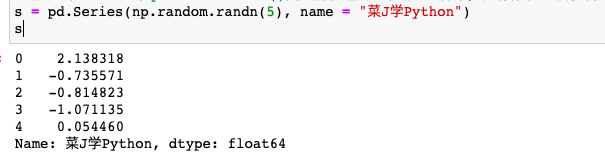 s = pd.Series(np.random.randn(5), name = "菜J学Python")
s
0    2.138318
1   -0.735571
2   -0.814823
3   -1.071135
4    0.054460
Name: 菜J学Python, dtype: float64